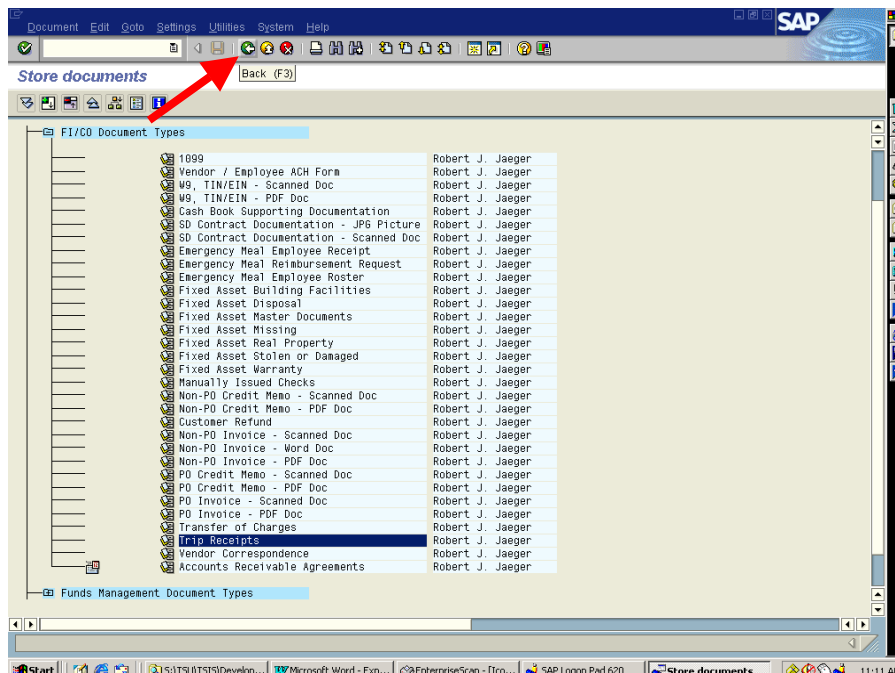 Document Edit Goto Settings Utilities System Help
SAP
Back (F3)
Store documents
FI/CO Document Types
1099 Robert J. Jaeger
Vendor / Employee ACH Form Robert J. Jaeger
W9, TIN/EIN - Scanned Doc Robert J. Jaeger
W9, TIN/EIN - PDF Doc Robert J. Jaeger
Cash Book Supporting Documentation Robert J. Jaeger
SD Contract Documentation - JPG Picture Robert J. Jaeger
SD Contract Documentation - Scanned Doc Robert J. Jaeger
Emergency Meal Employee Receipt Robert J. Jaeger
Emergency Meal Reimbursement Request Robert J. Jaeger
Emergency Meal Employee Roster Robert J. Jaeger
Fixed Asset Building Facilities Robert J. Jaeger
Fixed Asset Disposal Robert J. Jaeger
Fixed Asset Master Documents Robert J. Jaeger
Fixed Asset Missing Robert J. Jaeger
Fixed Asset Real Property Robert J. Jaeger
Fixed Asset Stolen or Damaged Robert J. Jaeger
Fixed Asset Warranty Robert J. Jaeger
Manually Issued Checks Robert J. Jaeger
Non-PO Credit Memo - Scanned Doc Robert J. Jaeger
Non-PO Credit Memo - PDF Doc Robert J. Jaeger
Customer Refund Robert J. Jaeger
Non-PO Invoice - Scanned Doc Robert J. Jaeger
Non-PO Invoice - Word Doc Robert J. Jaeger
Non-PO Invoice - PDF Doc Robert J. Jaeger
PO Credit Memo - Scanned Doc Robert J. Jaeger
PO Credit Memo - PDF Doc Robert J. Jaeger
PO Invoice - Scanned Doc Robert J. Jaeger
PO Invoice - PDF Doc Robert J. Jaeger
Transfer of Charges Robert J. Jaeger
Trip Receipts Robert J. Jaeger
Vendor Correspondence Robert J. Jaeger
Accounts Receivable Agreements Robert J. Jaeger
Funds Management Document Types
Start S:\TSU\TSIS\Develop... Microsoft Word - Exp... EnterpriseScan - [Ico... SAP Logon Pad 620 Store documents 11:11 A